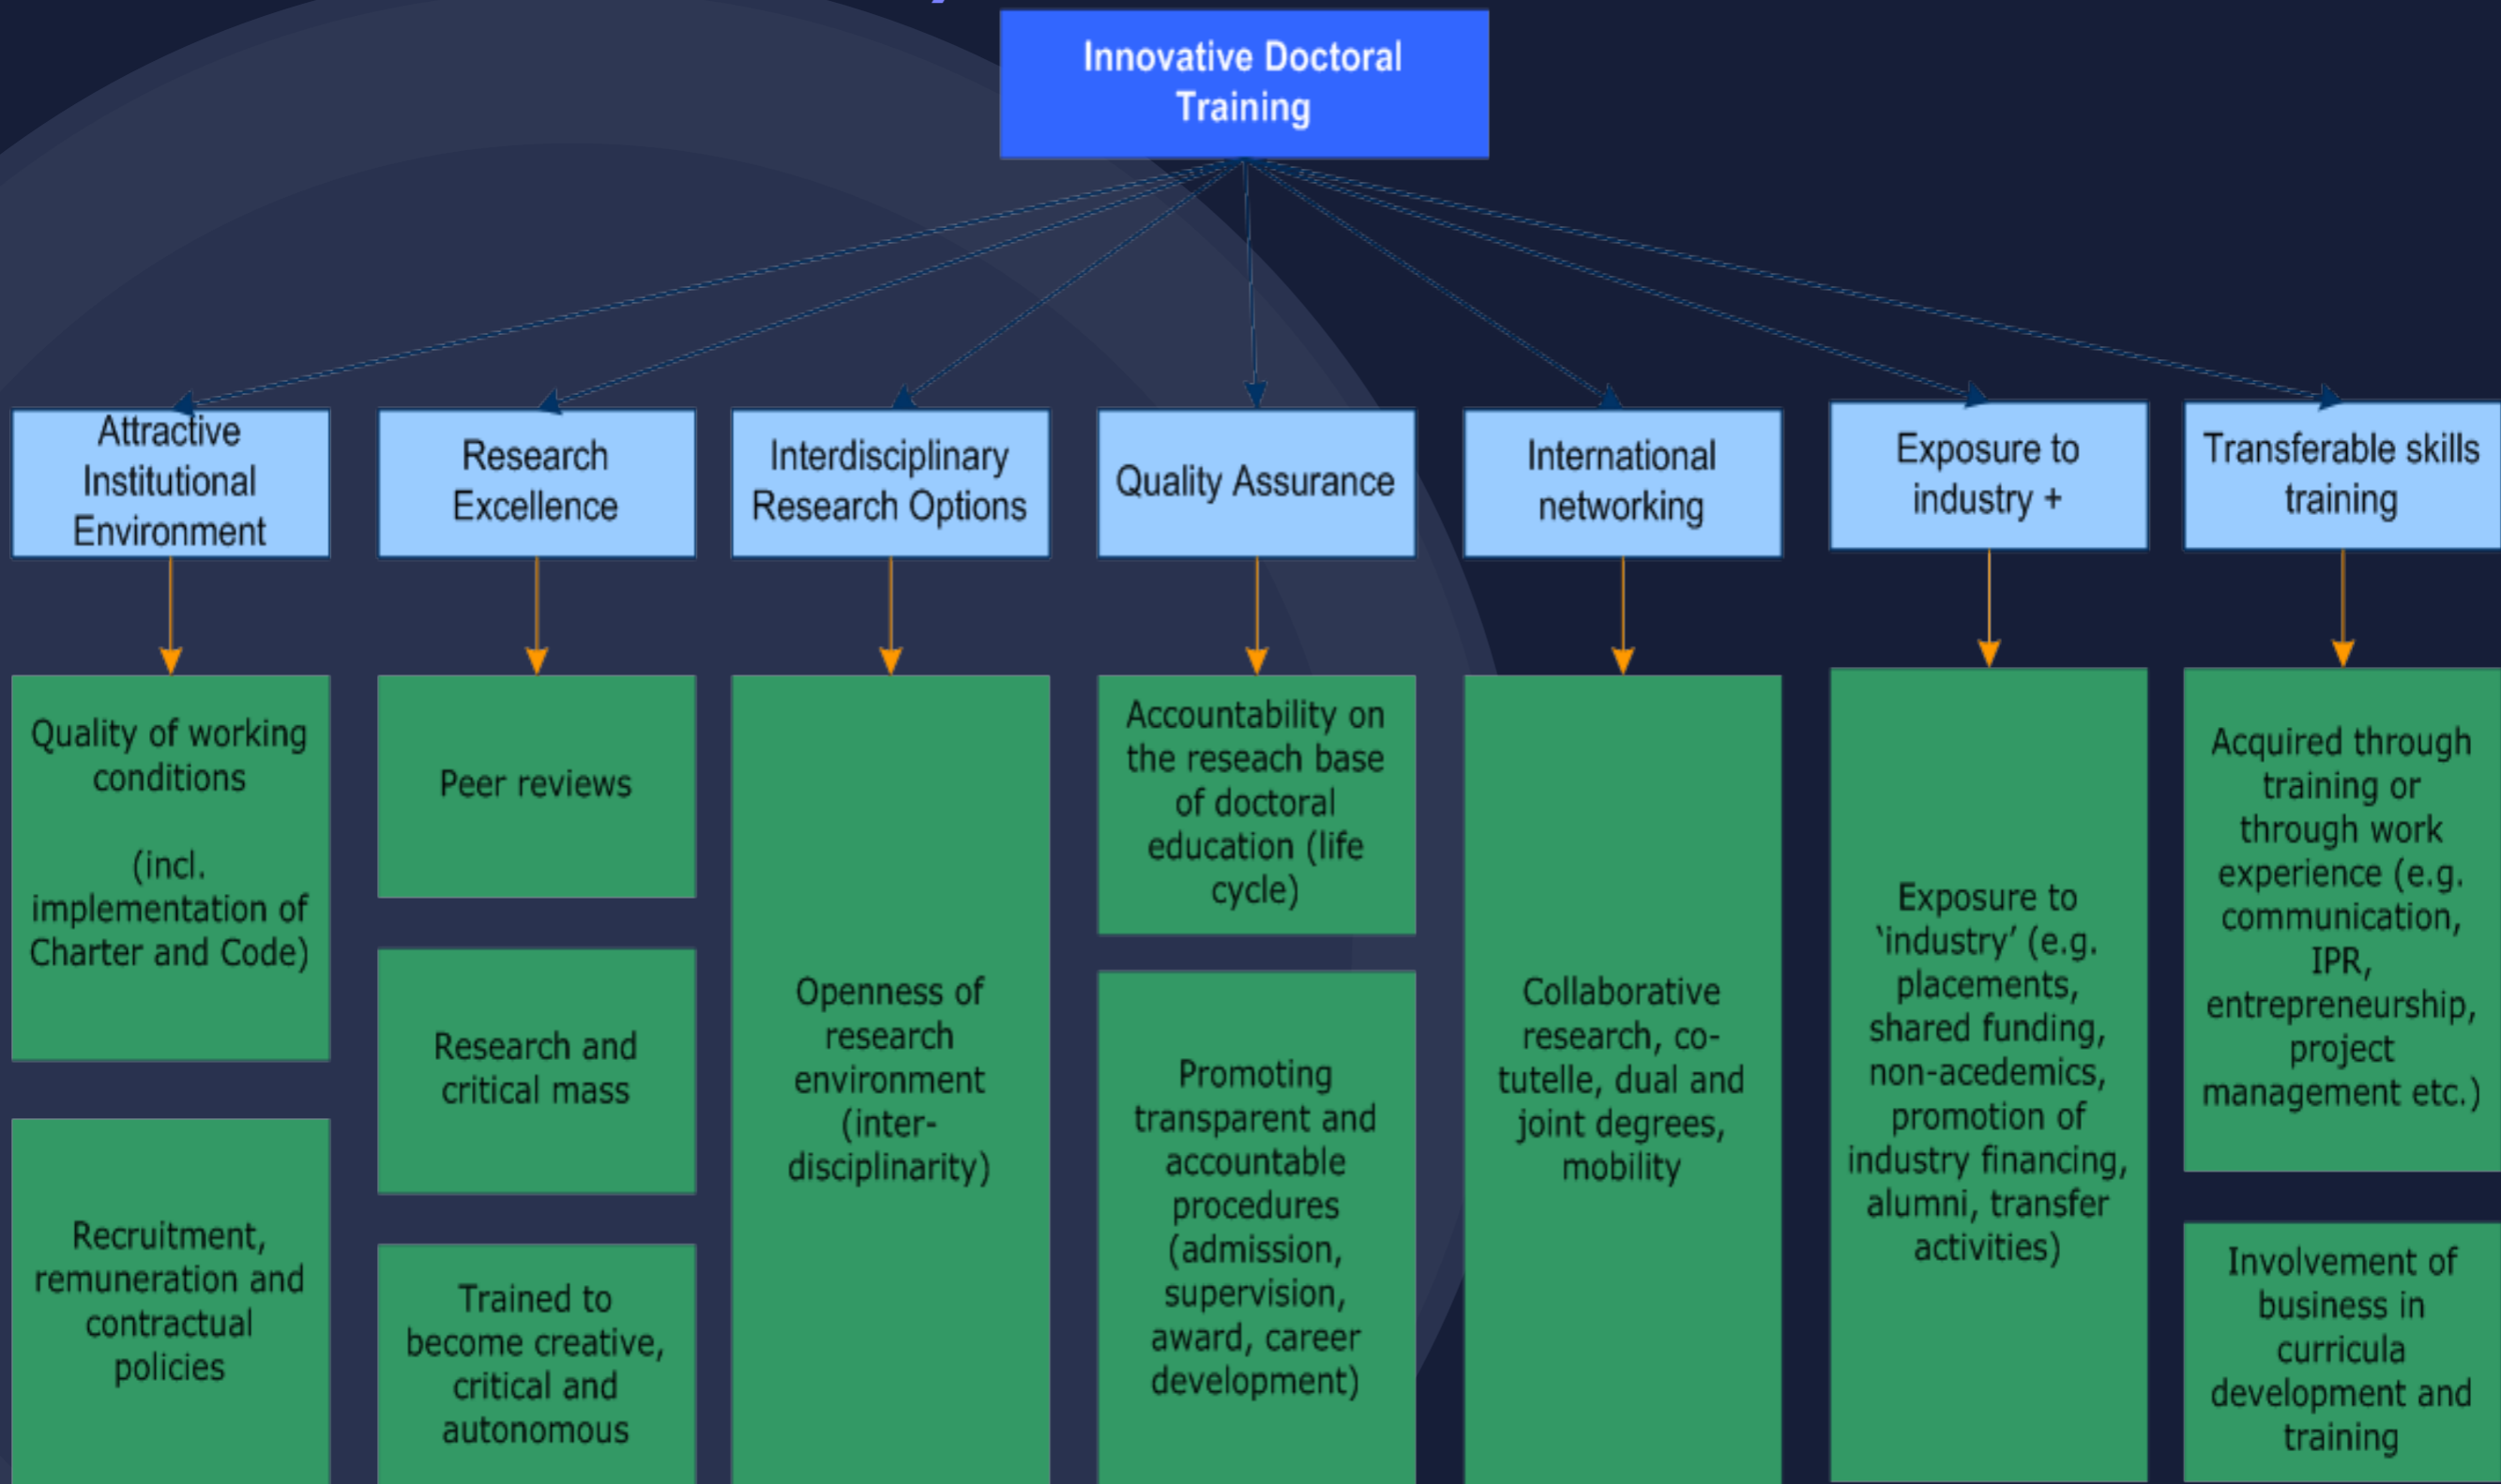 Innovative Doctoral
Training
Attractive
Institutional
Environment
Research
Excellence
Interdisciplinary
Research Options
Quality Assurance
International
networking
Exposure to
industry +
Transferable skills
training
Quality of working
conditions
(incl.
implementation of
Charter and Code)
Recruitment,
remuneration and
contractual
policies
Peer reviews
Research and
critical mass
Trained to
become creative,
critical and
autonomous
Openness of
research
environment
(inter-
disciplinarity)
Accountability on
the reseach base
of doctoral
education (life
cycle)
Promoting
transparent and
accountable
procedures
(admission,
supervision,
award, career
development)
Collaborative
research, co-
tutelle, dual and
joint degrees,
mobility
Exposure to
‘industry’ (e.g.
placements,
shared funding,
non-acedemics,
promotion of
industry financing,
alumni, transfer
activities)
Acquired through
training or
through work
experience (e.g.
communication,
IPR,
entrepreneurship,
project
management etc.)
Involvement of
business in
curricula
development and
training